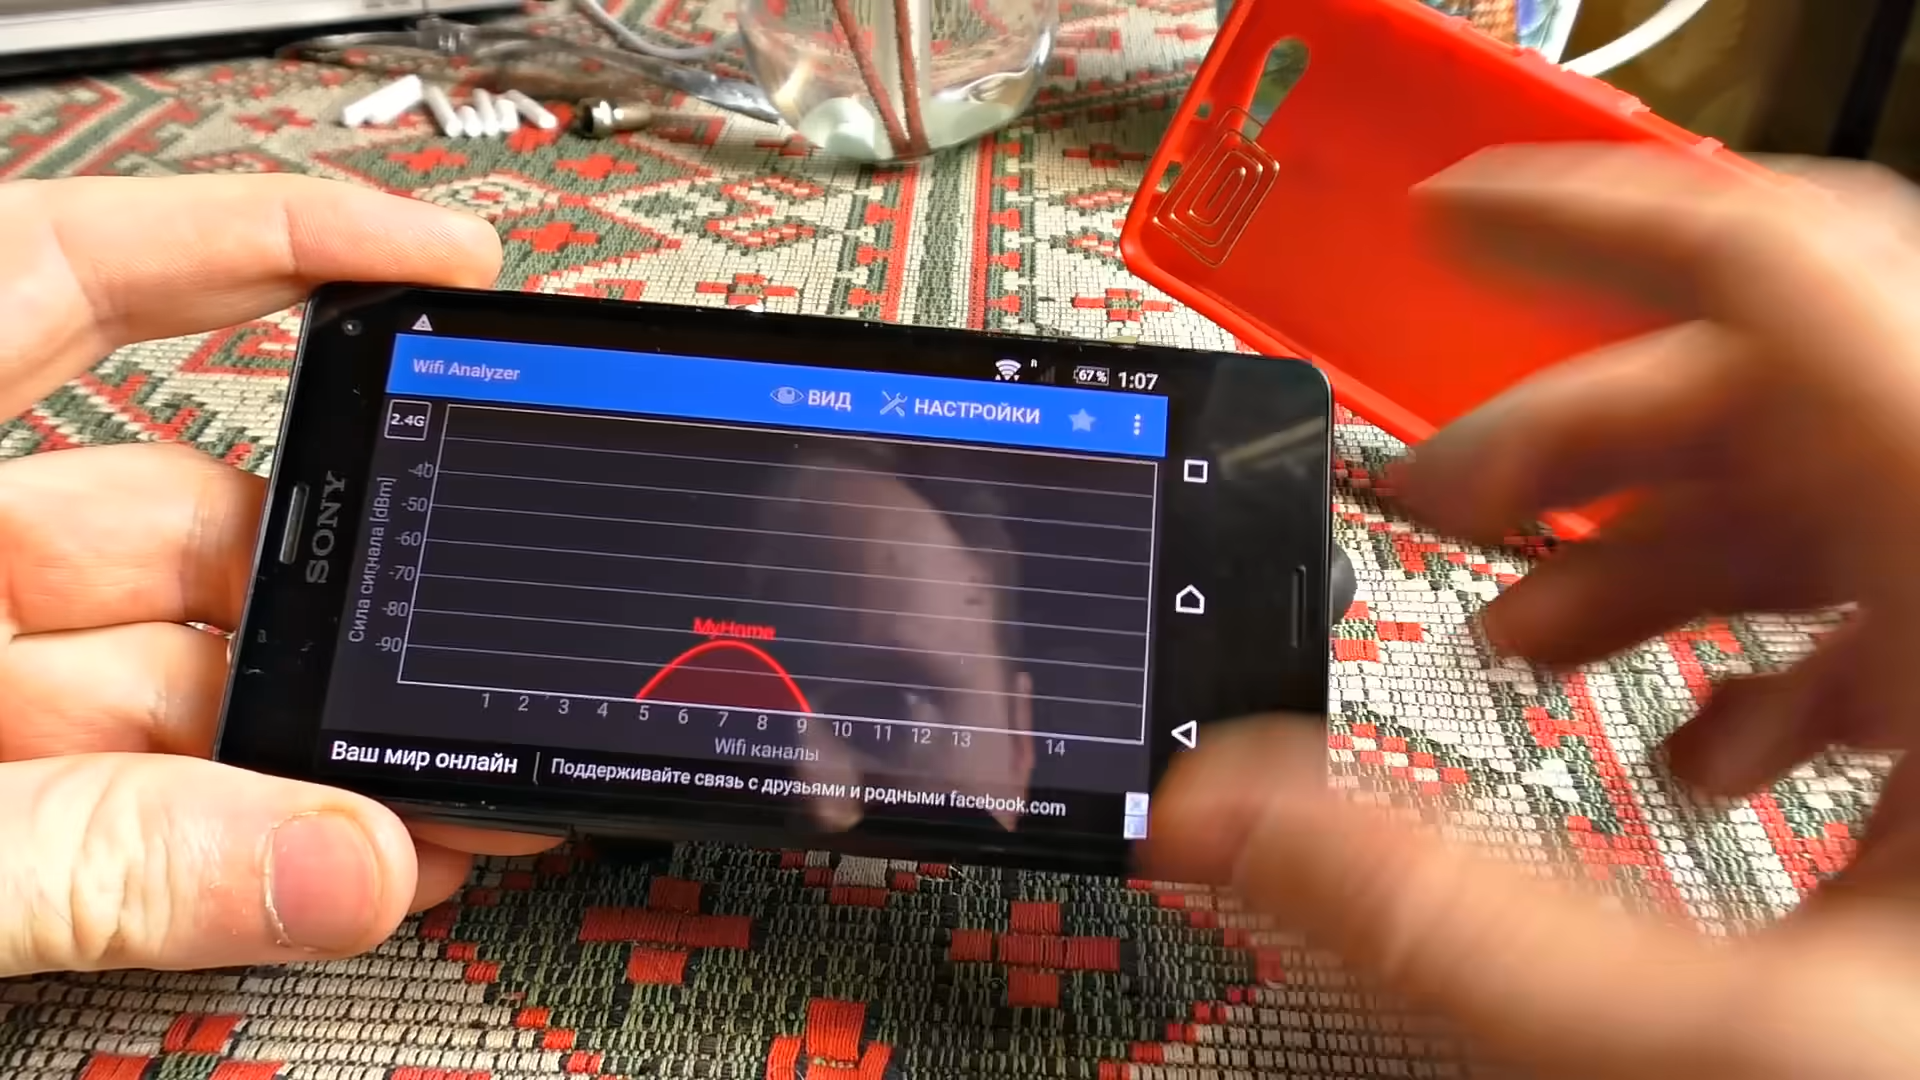 SONY
67%
1:07
Wifi Analyzer
ВИД
НАСТРОЙКИ
2.4G
Сила сигнала [dBm]
-40
-50
-60
-70
-80
-90
MyHome
1 2 3 4 5 6 7 8 9 10 11 12 13 14
Wifi каналы
Ваш мир онлайн
Поддерживайте связь с друзьями и родными facebook.com